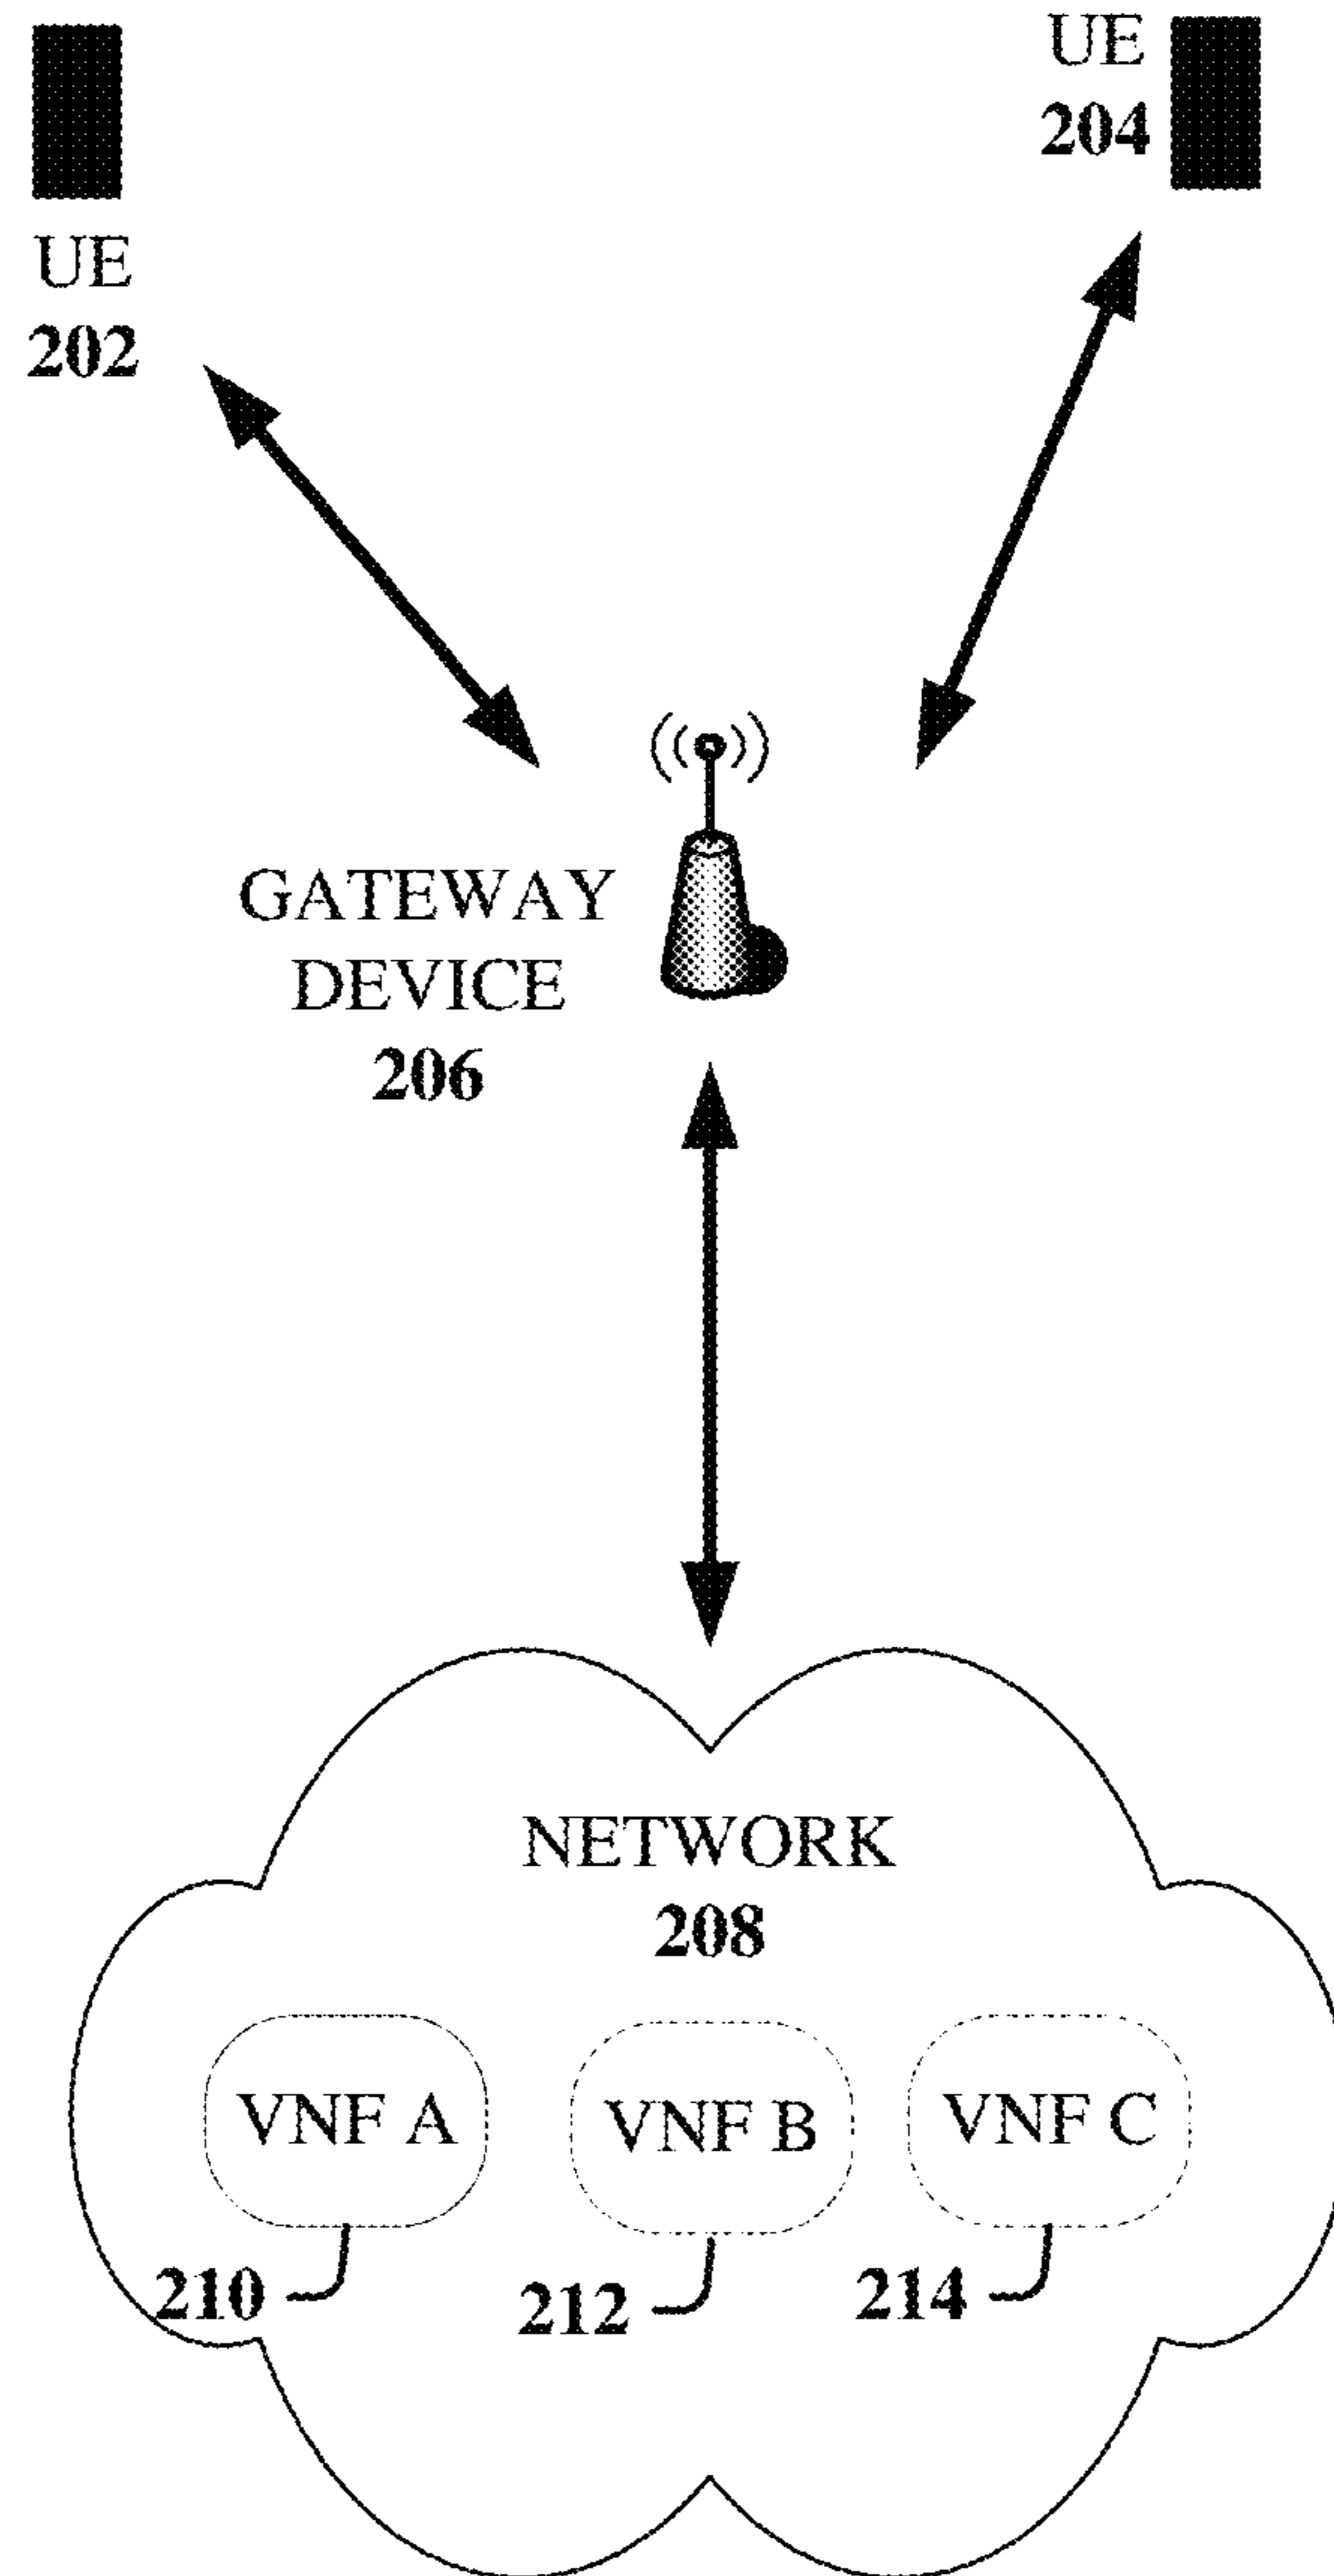 UE
204
UE
202
GATEWAY
DEVICE
206
NETWORK
208
VNF A
VNF B
VNF C
210
212
214